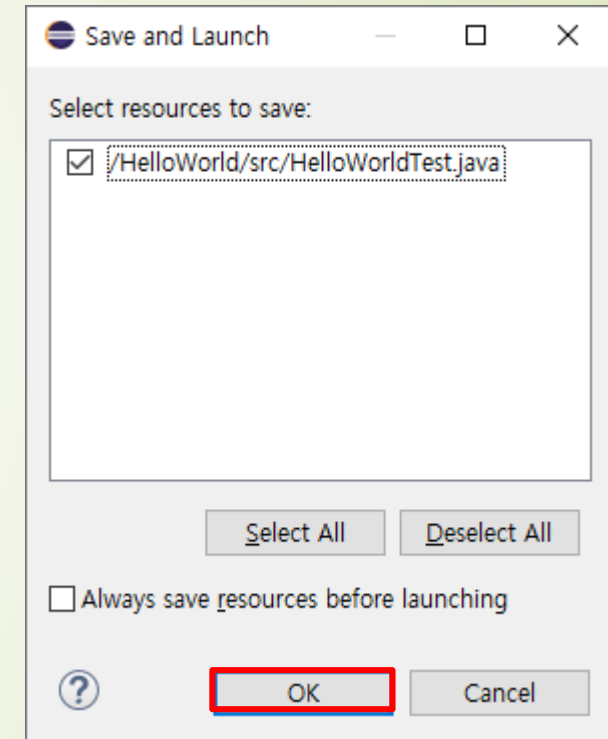 Save and Launch
Select resources to save:
/HelloWorld/src/HelloWorldTest.java
Select All Deselect All
Always save resources before launching
? OK Cancel